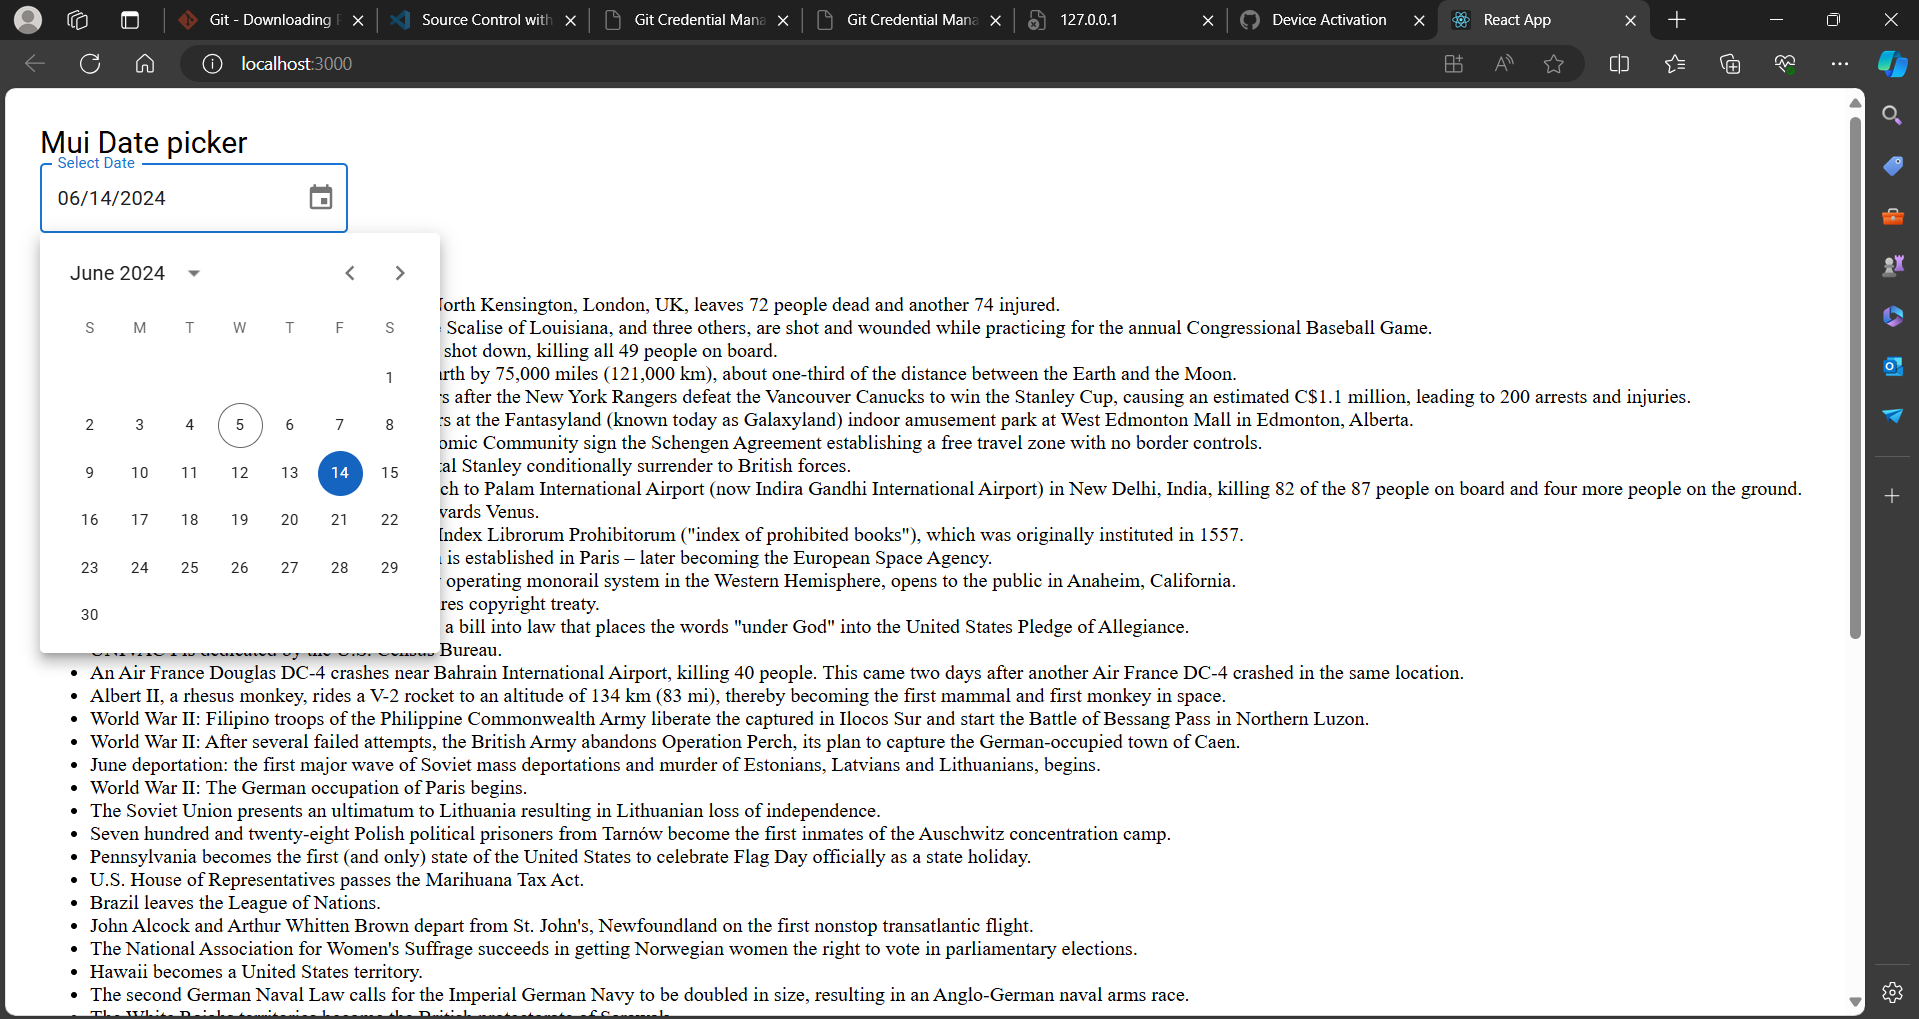 Git - Downloading
Source Control with
Git Credential Mana
Git Credential Mana
127.0.0.1
Device Activation
React App
localhost:3000
Mui Date picker
Select Date
06/14/2024
June 2024
S M T W T F S
1
2 3 4 5 6 7 8
9 10 11 12 13 14 15
16 17 18 19 20 21 22
23 24 25 26 27 28 29
30
North Kensington, London, UK, leaves 72 people dead and another 74 injured.
Scalise of Louisiana, and three others, are shot and wounded while practicing for the annual Congressional Baseball Game.
shot down, killing all 49 people on board.
rth by 75,000 miles (121,000 km), about one-third of the distance between the Earth and the Moon.
s after the New York Rangers defeat the Vancouver Canucks to win the Stanley Cup, causing an estimated C$1.1 million, leading to 200 arrests and injuries.
rs at the Fantasyland (known today as Galaxyland) indoor amusement park at West Edmonton Mall in Edmonton, Alberta.
omic Community sign the Schengen Agreement establishing a free travel zone with no border controls.
al Stanley conditionally surrender to British forces.
ch to Palam International Airport (now Indira Gandhi International Airport) in New Delhi, India, killing 82 of the 87 people on board and four more people on the ground.
wards Venus.
Index Librorum Prohibitorum ("index of prohibited books"), which was originally instituted in 1557.
is established in Paris – later becoming the European Space Agency.
operating monorail system in the Western Hemisphere, opens to the public in Anaheim, California.
res copyright treaty.
a bill into law that places the words "under God" into the United States Pledge of Allegiance.
UNIVAC I is dedicated by the U.S. Census Bureau.
• An Air France Douglas DC-4 crashes near Bahrain International Airport, killing 40 people. This came two days after another Air France DC-4 crashed in the same location.
• Albert II, a rhesus monkey, rides a V-2 rocket to an altitude of 134 km (83 mi), thereby becoming the first mammal and first monkey in space.
• World War II: Filipino troops of the Philippine Commonwealth Army liberate the captured in Ilocos Sur and start the Battle of Bessang Pass in Northern Luzon.
• World War II: After several failed attempts, the British Army abandons Operation Perch, its plan to capture the German-occupied town of Caen.
• June deportation: the first major wave of Soviet mass deportations and murder of Estonians, Latvians and Lithuanians, begins.
• World War II: The German occupation of Paris begins.
• The Soviet Union presents an ultimatum to Lithuania resulting in Lithuanian loss of independence.
• Seven hundred and twenty-eight Polish political prisoners from Tarnów become the first inmates of the Auschwitz concentration camp.
• Pennsylvania becomes the first (and only) state of the United States to celebrate Flag Day officially as a state holiday.
• U.S. House of Representatives passes the Marihuana Tax Act.
• Brazil leaves the League of Nations.
• John Alcock and Arthur Whitten Brown depart from St. John's, Newfoundland on the first nonstop transatlantic flight.
• The National Association for Women's Suffrage succeeds in getting Norwegian women the right to vote in parliamentary elections.
• Hawaii becomes a United States territory.
• The second German Naval Law calls for the Imperial German Navy to be doubled in size, resulting in an Anglo-German naval arms race.
• The White Rajahs territories become the British protectorate of Sarawak.